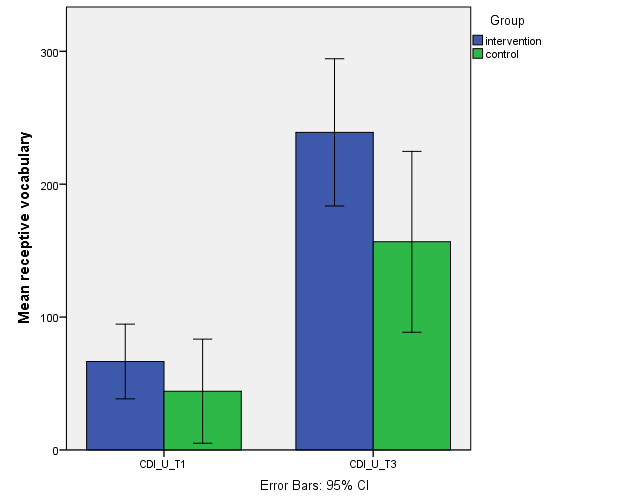 Group
intervention
control
Mean receptive vocabulary
300
200
100
0
CDI_U_T1
CDI_U_T3
Error Bars: 95% CI